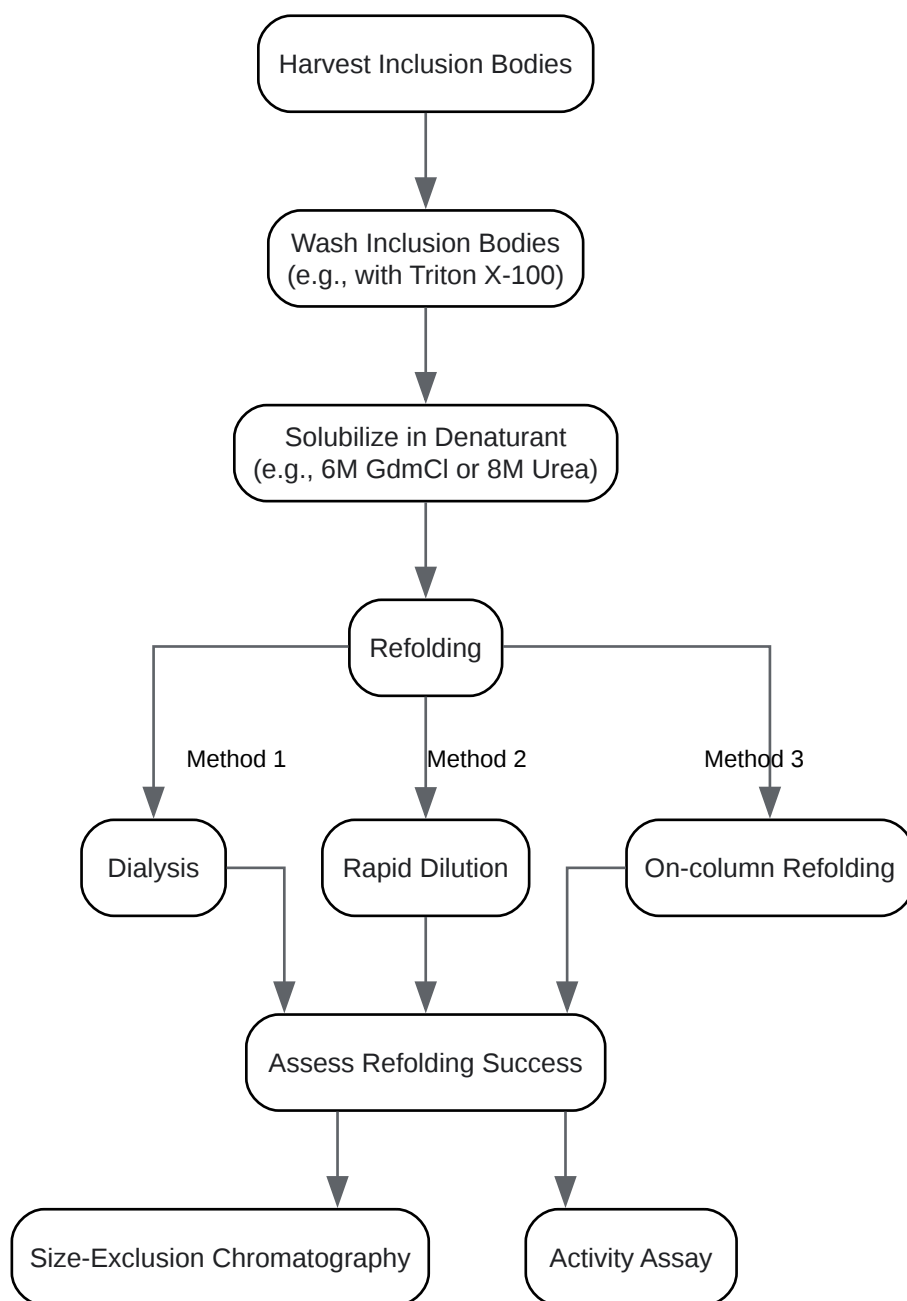 Harvest Inclusion Bodies
Wash Inclusion Bodies
(e.g., with Triton X-100)
Solubilize in Denaturant
(e.g., 6M GdmCl or 8M Urea)
Refolding
Method 1
Method 2
Method 3
Dialysis
Rapid Dilution
On-column Refolding
Assess Refolding Success
Size-Exclusion Chromatography
Activity Assay